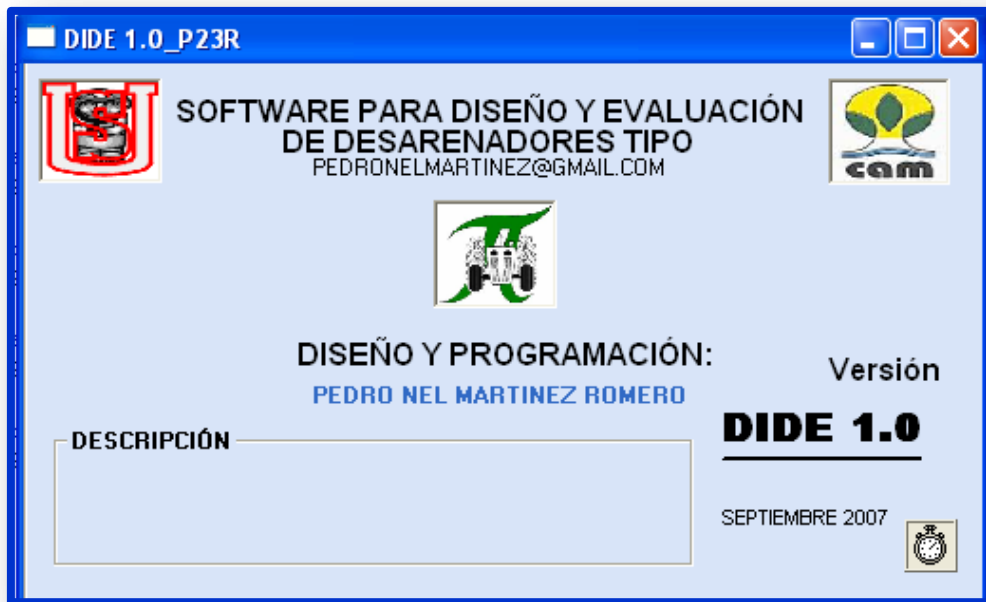 DIDE 1.0_P23R
SOFTWARE PARA DISEÑO Y EVALUACIÓN
DE DESARENADORES TIPO
PEDRONELMARTINEZ@GMAIL.COM
cam
DISEÑO Y PROGRAMACIÓN:
PEDRO NEL MARTINEZ ROMERO
Versión
DIDE 1.0
DESCRIPCIÓN
SEPTIEMBRE 2007